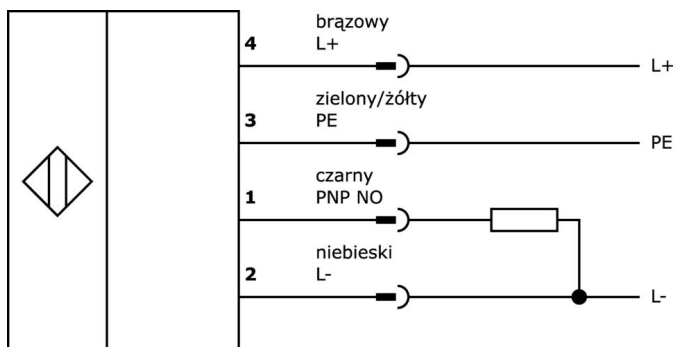 brązowy
4 L+ L+
zielony/żółty
3 PE PE
czarny
1 PNP NO
niebieski
2 L- L-